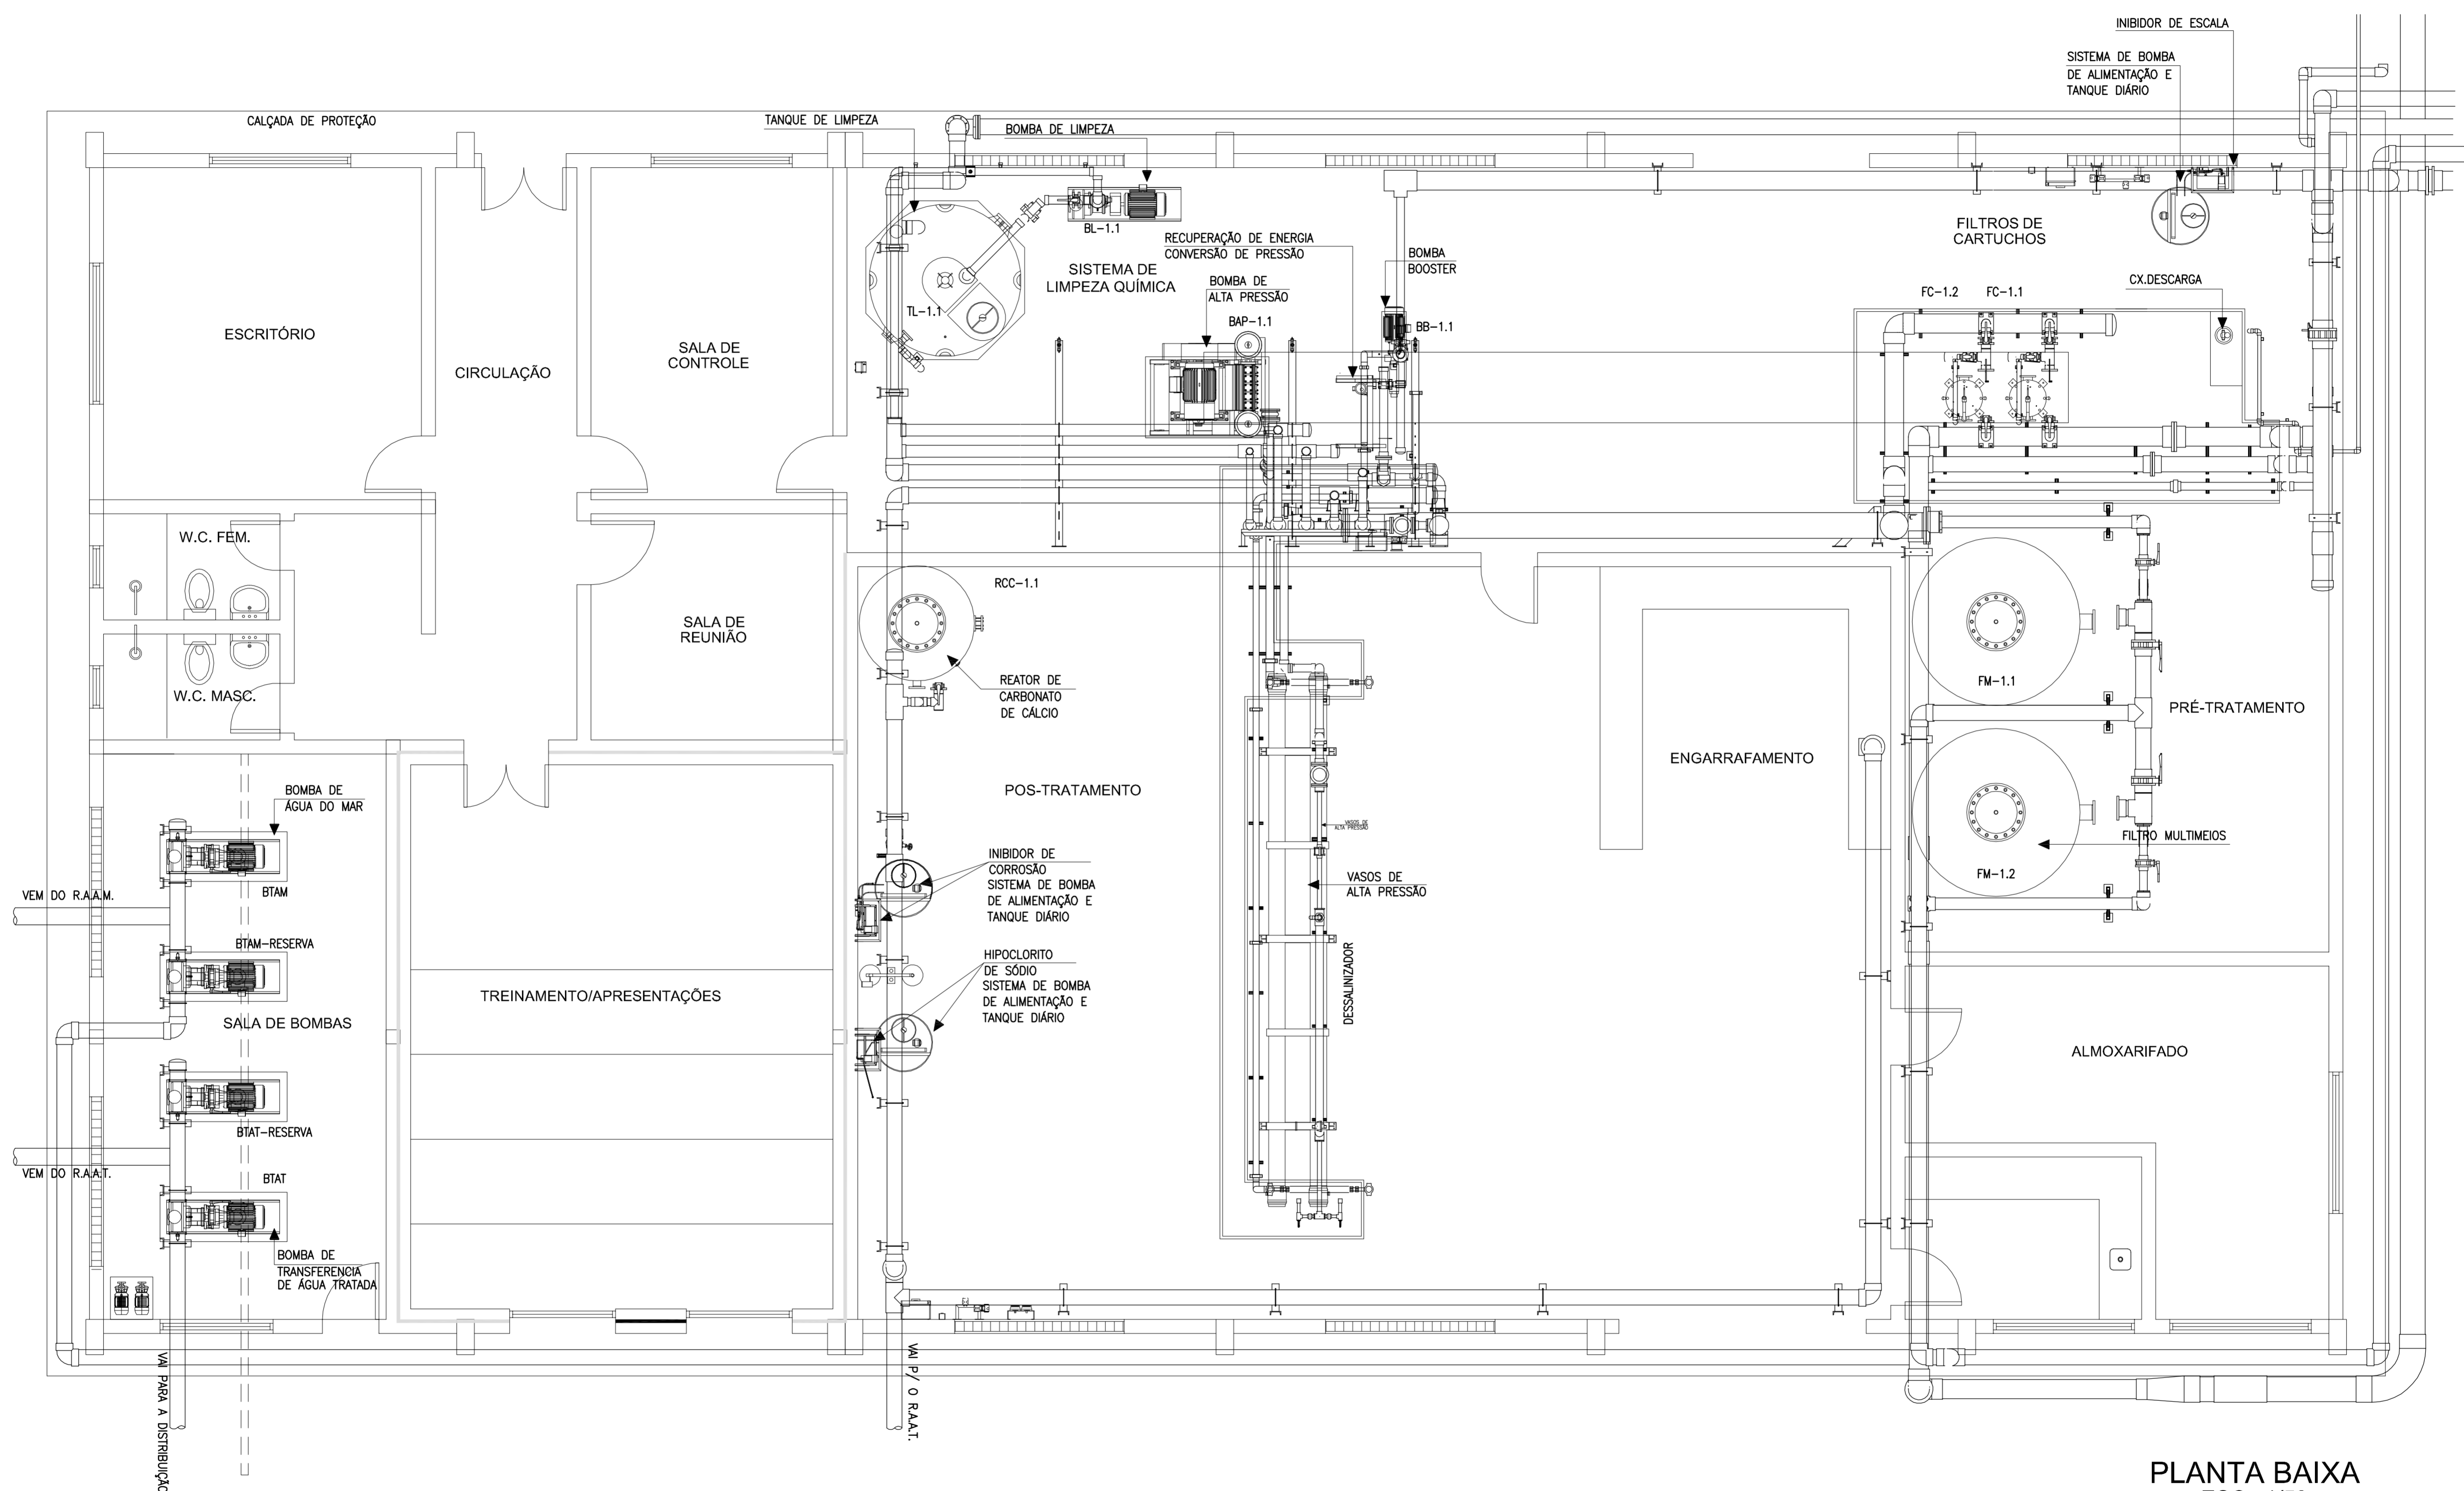 INIBIDOR DE ESCALA
SISTEMA DE BOMBA
DE ALIMENTAÇÃO E
TANQUE DIÁRIO
CALÇADA DE PROTEÇÃO
TANQUE DE LIMPEZA
BOMBA DE LIMPEZA
BL-1.1
RECUPERAÇÃO DE ENERGIA
CONVERSÃO DE PRESSÃO
BOMBA
BOOSTER
SISTEMA DE
LIMPEZA QUÍMICA
BOMBA DE
ALTA PRESSÃO
BAP-1.1
BB-1.1
TL-1.1
FILTROS DE
CARTUCHOS
CX.DESCARGA
FC-1.2
FC-1.1
ESCRITÓRIO
CIRCULAÇÃO
SALA DE
CONTROLE
W.C. FEM.
W.C. MASC.
SALA DE
REUNIÃO
RCC-1.1
REATOR DE
CARBONATO
DE CÁLCIO
FM-1.1
PRÉ-TRATAMENTO
ENGARRAFAMENTO
POS-TRATAMENTO
BOMBA DE
ÁGUA DO MAR
VASOS DE
ALTA PRESSÃO
FILTRO MULTIMEIOS
FM-1.2
INIBIDOR DE
CORROSÃO
SISTEMA DE BOMBA
DE ALIMENTAÇÃO E
TANQUE DIÁRIO
VASOS DE
ALTA PRESSÃO
VEM DO R.A.A.M.
BTAM
BTAM-RESERVA
HIPOCLORITO
DE SÓDIO
SISTEMA DE BOMBA
DE ALIMENTAÇÃO E
TANQUE DIÁRIO
DESSALINIZADOR
TREINAMENTO/APRESENTAÇÕES
SALA DE BOMBAS
ALMOXARIFADO
BTAT-RESERVA
VEM DO R.A.A.T.
BTAT
BOMBA DE
TRANSFERENCIA
DE ÁGUA TRATADA
VAI PARA A DISTRIBUIÇÃO
VAI P/ O R.A.A.T.
PLANTA BAIXA